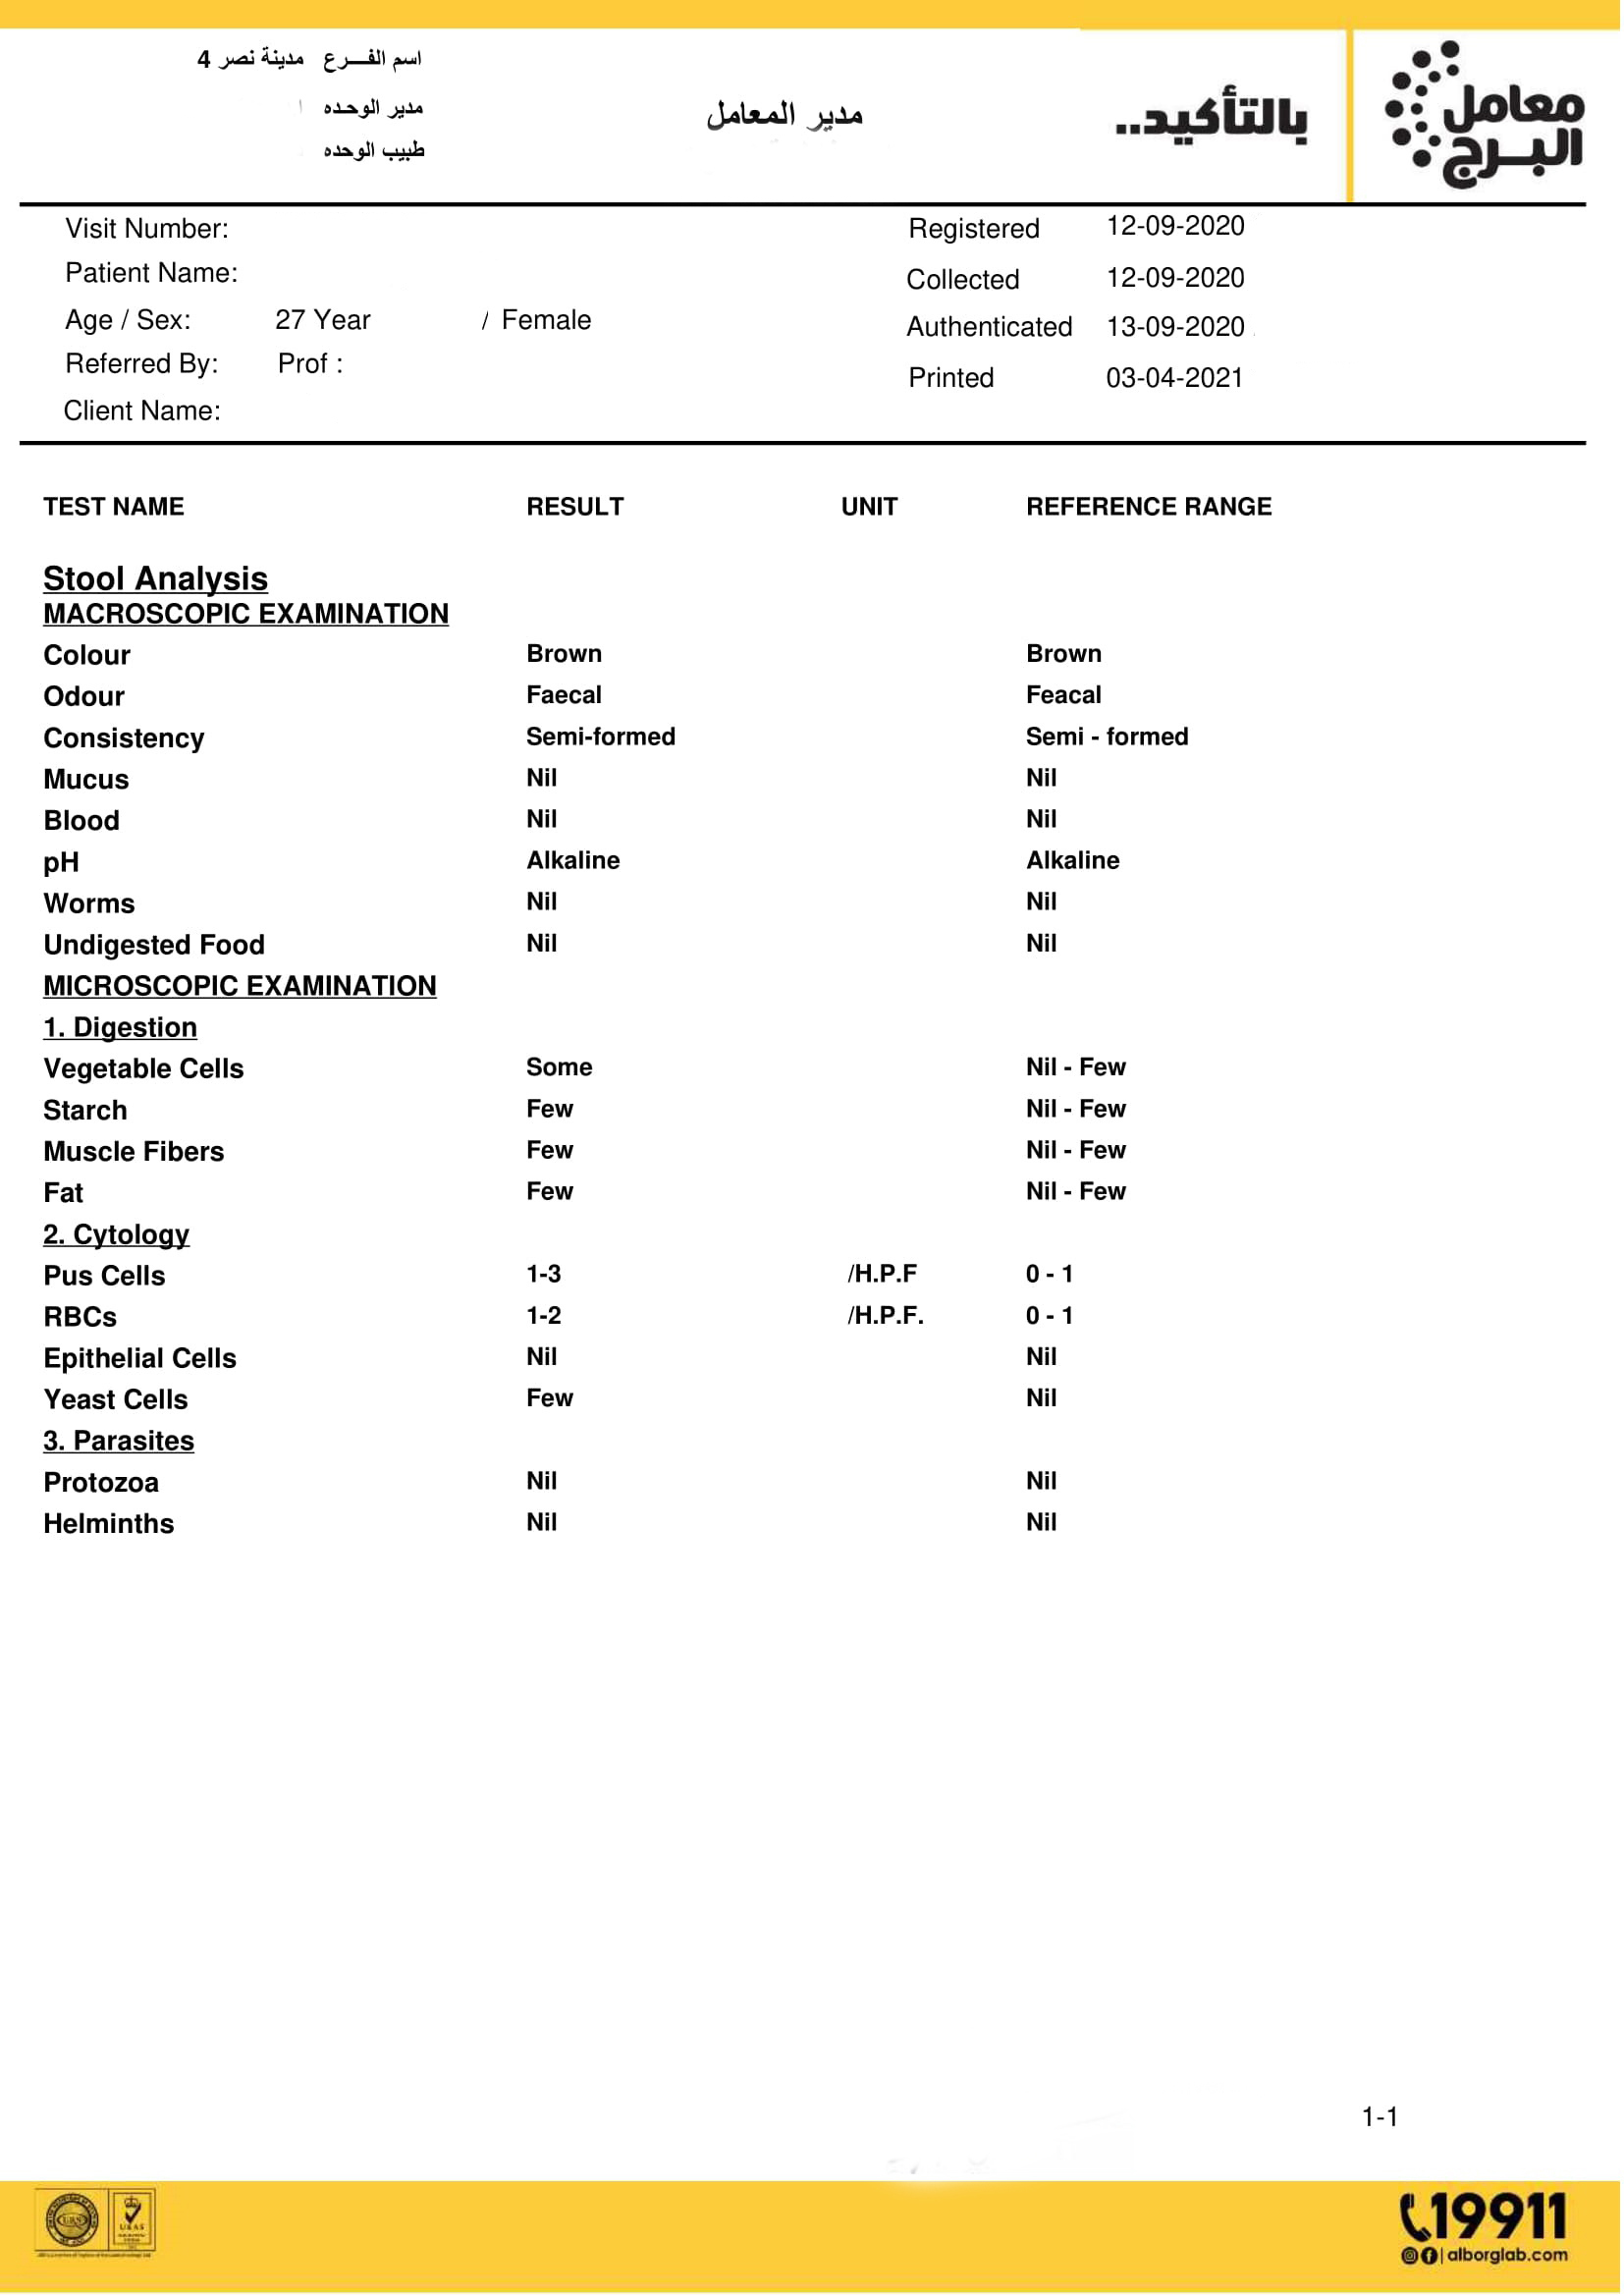 اسم الفـــرع مدينة نصر 4
مدير الوحده
طبيب الوحده
مدير المعامل
بالتأكيد..
معامل
البرج
Visit Number:
Patient Name:
Age / Sex: 27 Year / Female
Referred By: Prof :
Client Name:
Registered 12-09-2020
Collected 12-09-2020
Authenticated 13-09-2020
Printed 03-04-2021
TEST NAME RESULT UNIT REFERENCE RANGE
Stool Analysis
MACROSCOPIC EXAMINATION
Colour Brown Brown
Odour Faecal Feacal
Consistency Semi-formed Semi - formed
Mucus Nil Nil
Blood Nil Nil
pH Alkaline Alkaline
Worms Nil Nil
Undigested Food Nil Nil
MICROSCOPIC EXAMINATION
1. Digestion
Vegetable Cells Some Nil - Few
Starch Few Nil - Few
Muscle Fibers Few Nil - Few
Fat Few Nil - Few
2. Cytology
Pus Cells 1-3 /H.P.F 0 - 1
RBCs 1-2 /H.P.F. 0 - 1
Epithelial Cells Nil Nil
Yeast Cells Few Nil
3. Parasites
Protozoa Nil Nil
Helminths Nil Nil
1-1
UKAS
19911
alborglab.com